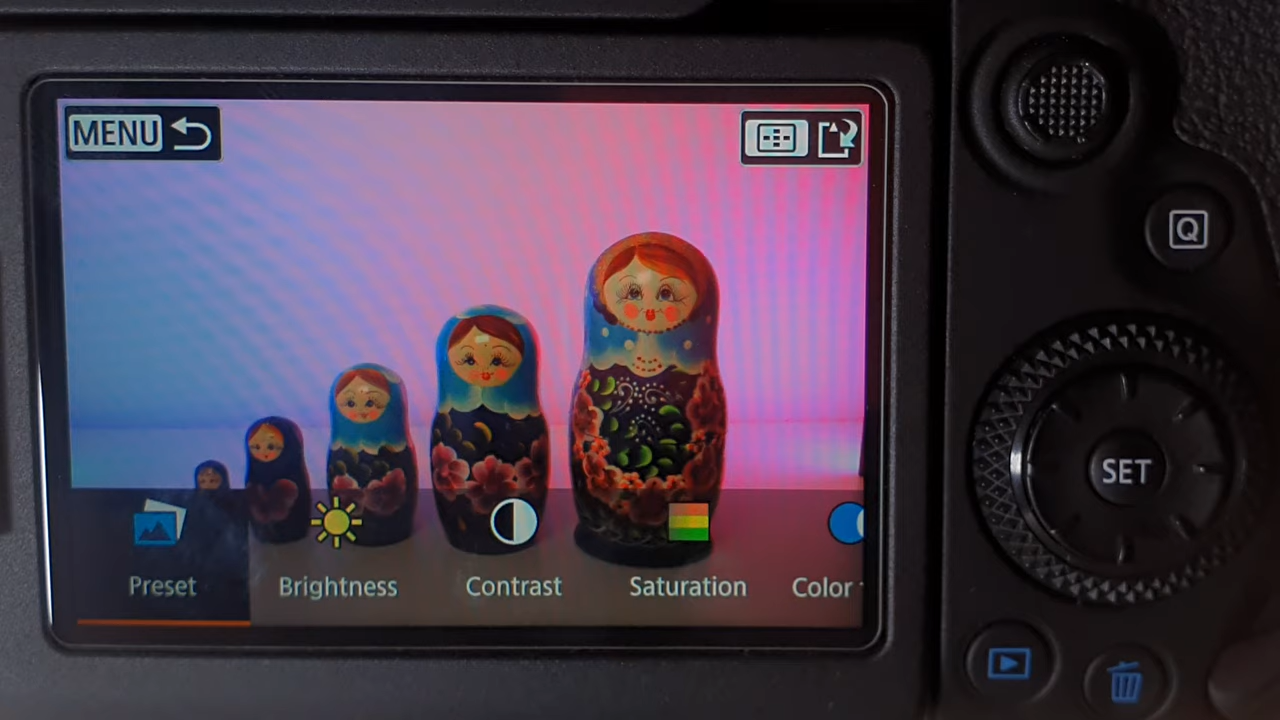 MENU
Q
SET
Preset
Brightness
Contrast
Saturation
Color